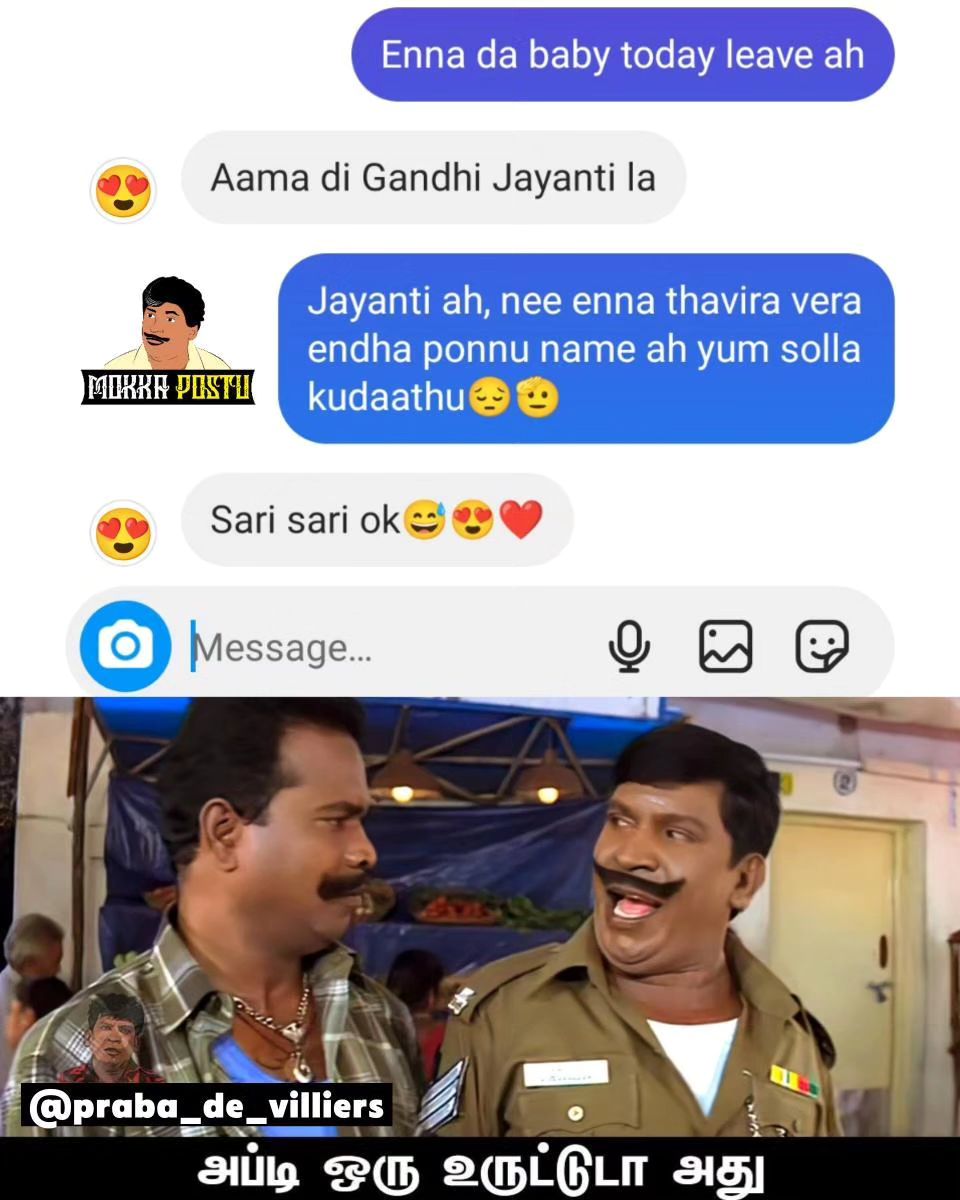 Enna da baby today leave ah
Aama di Gandhi Jayanti la
Jayanti ah, nee enna thavira vera
endha ponnu name ah yum solla
kudaathu😔🫡
MOKKA POSTU
Sari sari ok😅😍❤️
Message...
@praba_de_villiers
அப்டி ஒரு உருட்டுடா அது